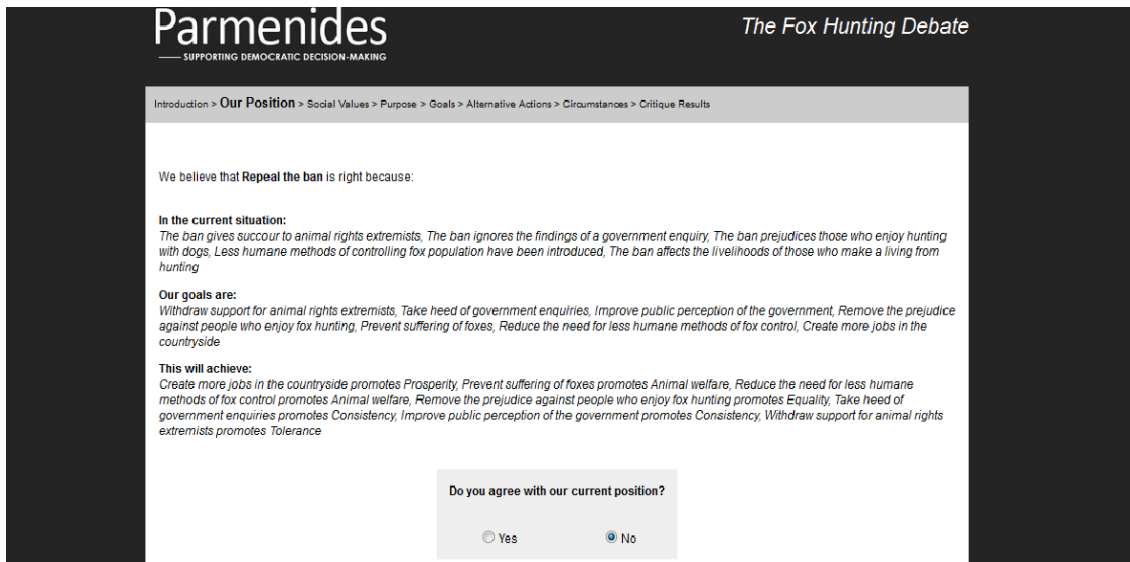 Parmenides
SUPPORTING DEMOCRATIC DECISION-MAKING
The Fox Hunting Debate
Introduction > Our Position > Social Values > Purpose > Goals > Alternative Actions > Circumstances > Critique Results
We believe that Repeal the ban is right because:
In the current situation:
The ban gives succour to animal rights extremists, The ban ignores the findings of a government enquiry, The ban prejudices those who enjoy hunting
with dogs, Less humane methods of controlling fox population have been introduced, The ban affects the livelihoods of those who make a living from
hunting
Our goals are:
Withdraw support for animal rights extremists, Take heed of government enquiries, Improve public perception of the government, Remove the prejudice
against people who enjoy fox hunting, Prevent suffering of foxes, Reduce the need for less humane methods of fox control, Create more jobs in the
countryside
This will achieve:
Create more jobs in the countryside promotes Prosperity, Prevent suffering of foxes promotes Animal welfare, Reduce the need for less humane
methods of fox control promotes Animal welfare, Remove the prejudice against people who enjoy fox hunting promotes Equality, Take heed of
government enquiries promotes Consistency, Improve public perception of the government promotes Consistency, Withdraw support for animal rights
extremists promotes Tolerance
Do you agree with our current position?
Yes No